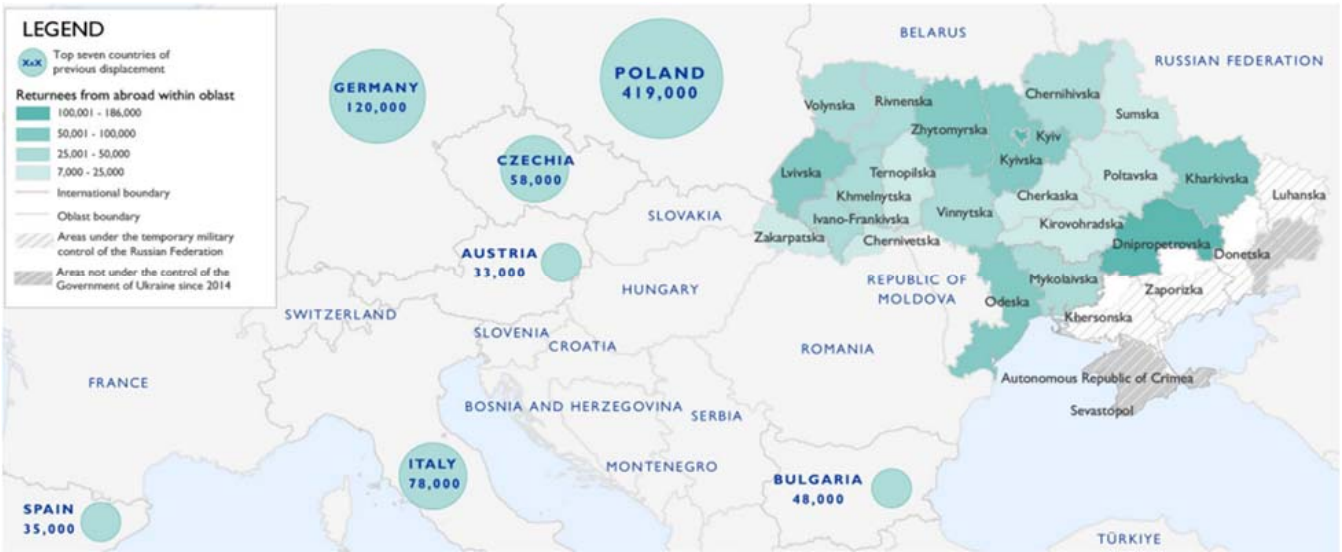 LEGEND
XxX
Top seven countries of
previous displacement
Returnees from abroad within oblast
100,001 - 186,000
50,001 - 100,000
25,001 - 50,000
7,000 - 25,000
International boundary
Oblast boundary
Areas under the temporary military
control of the Russian Federation
Areas not under the control of the
Government of Ukraine since 2014
GERMANY
120,000
POLAND
419,000
CZECHIA
58,000
AUSTRIA
33,000
ITALY
78,000
SPAIN
35,000
BULGARIA
48,000
BELARUS
RUSSIAN FEDERATION
SLOVAKIA
HUNGARY
SWITZERLAND
SLOVENIA
CROATIA
FRANCE
BOSNIA AND HERZEGOVINA
SERBIA
MONTENEGRO
ROMANIA
REPUBLIC OF
MOLDOVA
TÜRKIYE
Volynska
Rivnenska
Zhytomyrska
Kyiv
Kyivska
Chernihivska
Sumska
Lvivska
Ternopilska
Khmelnytska
Ivano-Frankivska
Zakarpatska
Chernivetska
Vinnytska
Cherkaska
Poltavska
Kharkivska
Luhanska
Kirovohradska
Dnipropetrovska
Donetska
Mykolaivska
Odeska
Zaporizka
Khersonska
Autonomous Republic of Crimea
Sevastopol